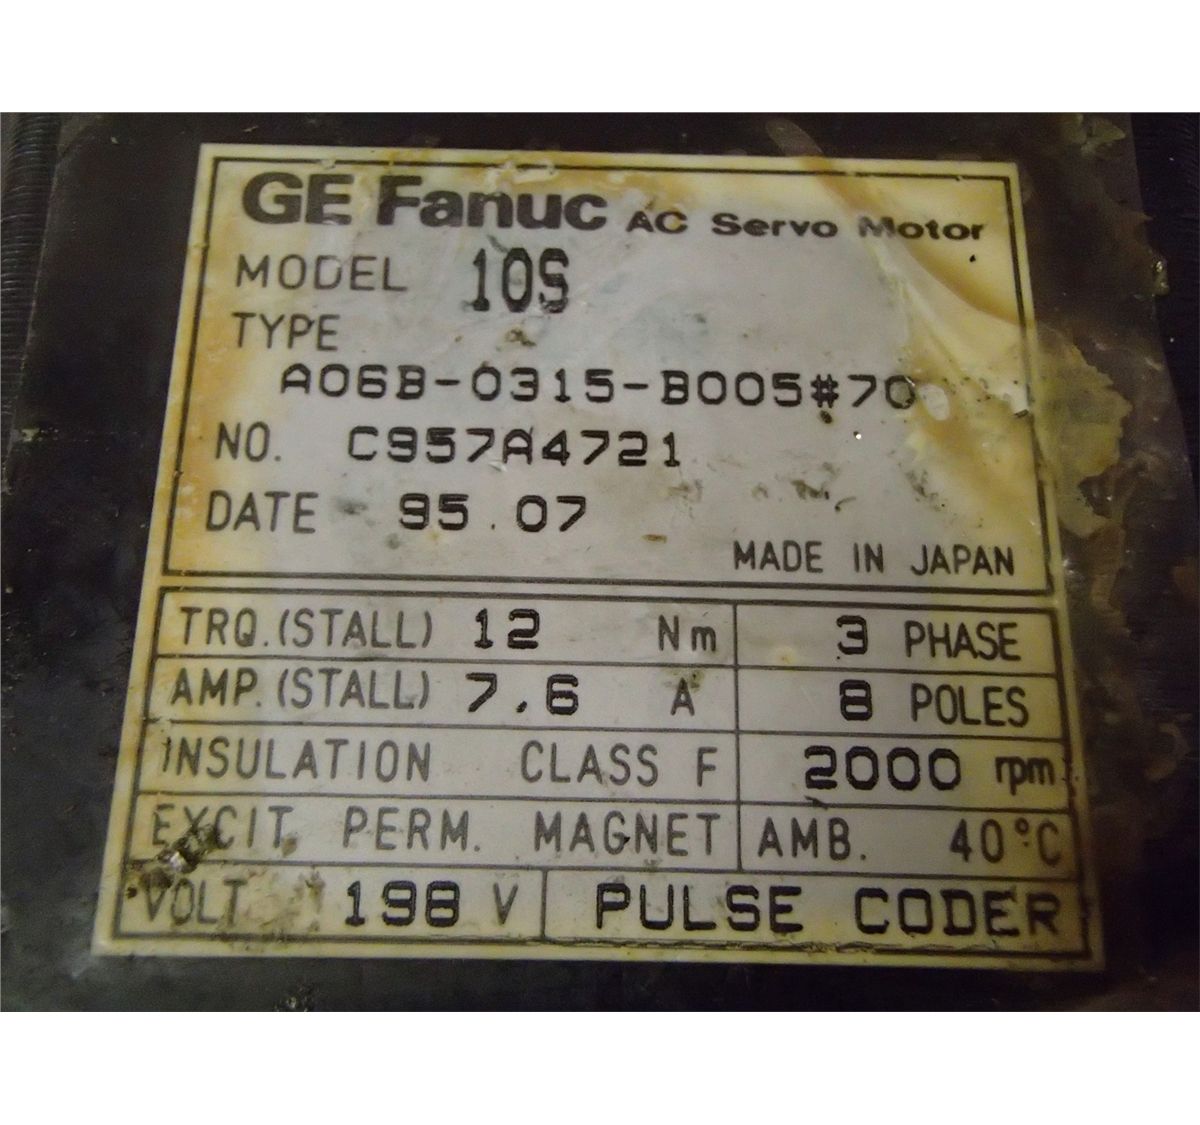 GE Fanuc AC Servo Motor
MODEL 10S
TYPE
A06B-0315-B005#70
NO. C957A4721
DATE 95.07
MADE IN JAPAN
TRQ.(STALL) 12 Nm 3 PHASE
AMP.(STALL) 7.6 A 8 POLES
INSULATION CLASS F 2000 rpm
EXCIT. PERM. MAGNET AMB. 40°C
VOLT 198 V PULSE CODER